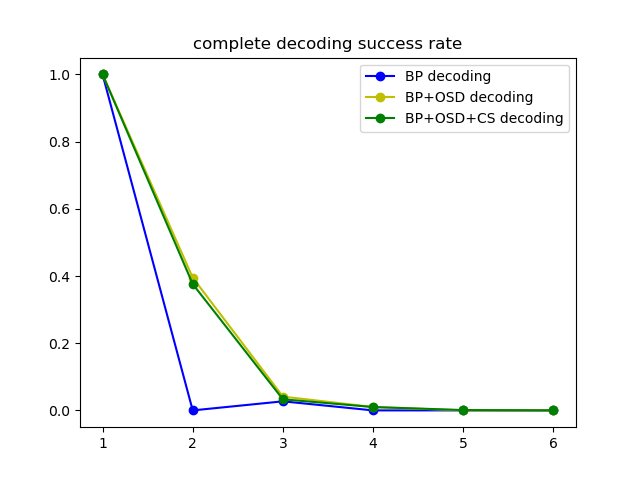 complete decoding success rate
BP decoding
BP+OSD decoding
BP+OSD+CS decoding
1.0
0.8
0.6
0.4
0.2
0.0
1 2 3 4 5 6